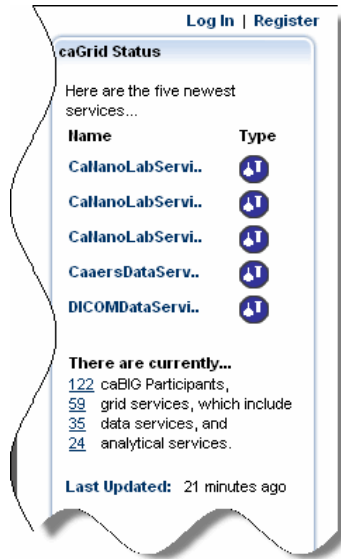 Log In | Register
caGrid Status
Here are the five newest
services...
Name Type
CaNanoLabServi..
CaNanoLabServi..
CaNanoLabServi..
CaaersDataServ..
DICOMDataServi..
There are currently...
122 caBIG Participants,
59 grid services, which include
35 data services, and
24 analytical services.
Last Updated: 21 minutes ago